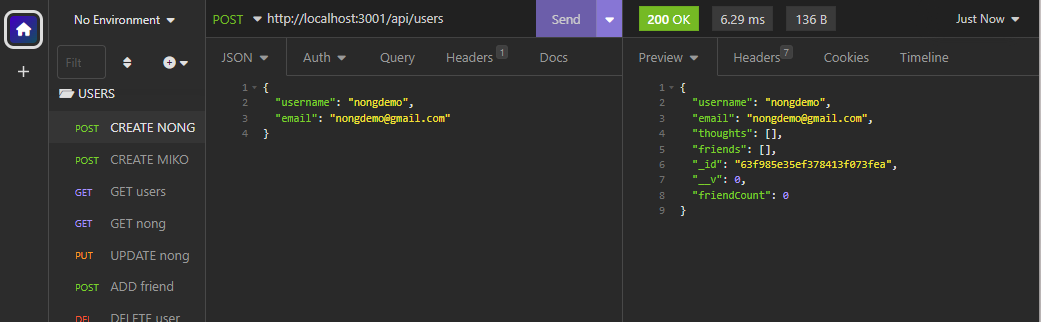 No Environment
POST http://localhost:3001/api/users Send
200 OK 6.29 ms 136 B Just Now
Filt
USERS
POST CREATE NONG
POST CREATE MIKO
GET GET users
GET GET nong
PUT UPDATE nong
POST ADD friend
DEL DELETE user
JSON Auth Query Headers 1 Docs
1 {
2 "username": "nongdemo",
3 "email": "nongdemo@gmail.com"
4 }
Preview Headers 7 Cookies Timeline
1 {
2 "username": "nongdemo",
3 "email": "nongdemo@gmail.com",
4 "thoughts": [],
5 "friends": [],
6 "_id": "63f985e35ef378413f073fea",
7 "__v": 0,
8 "friendCount": 0
9 }